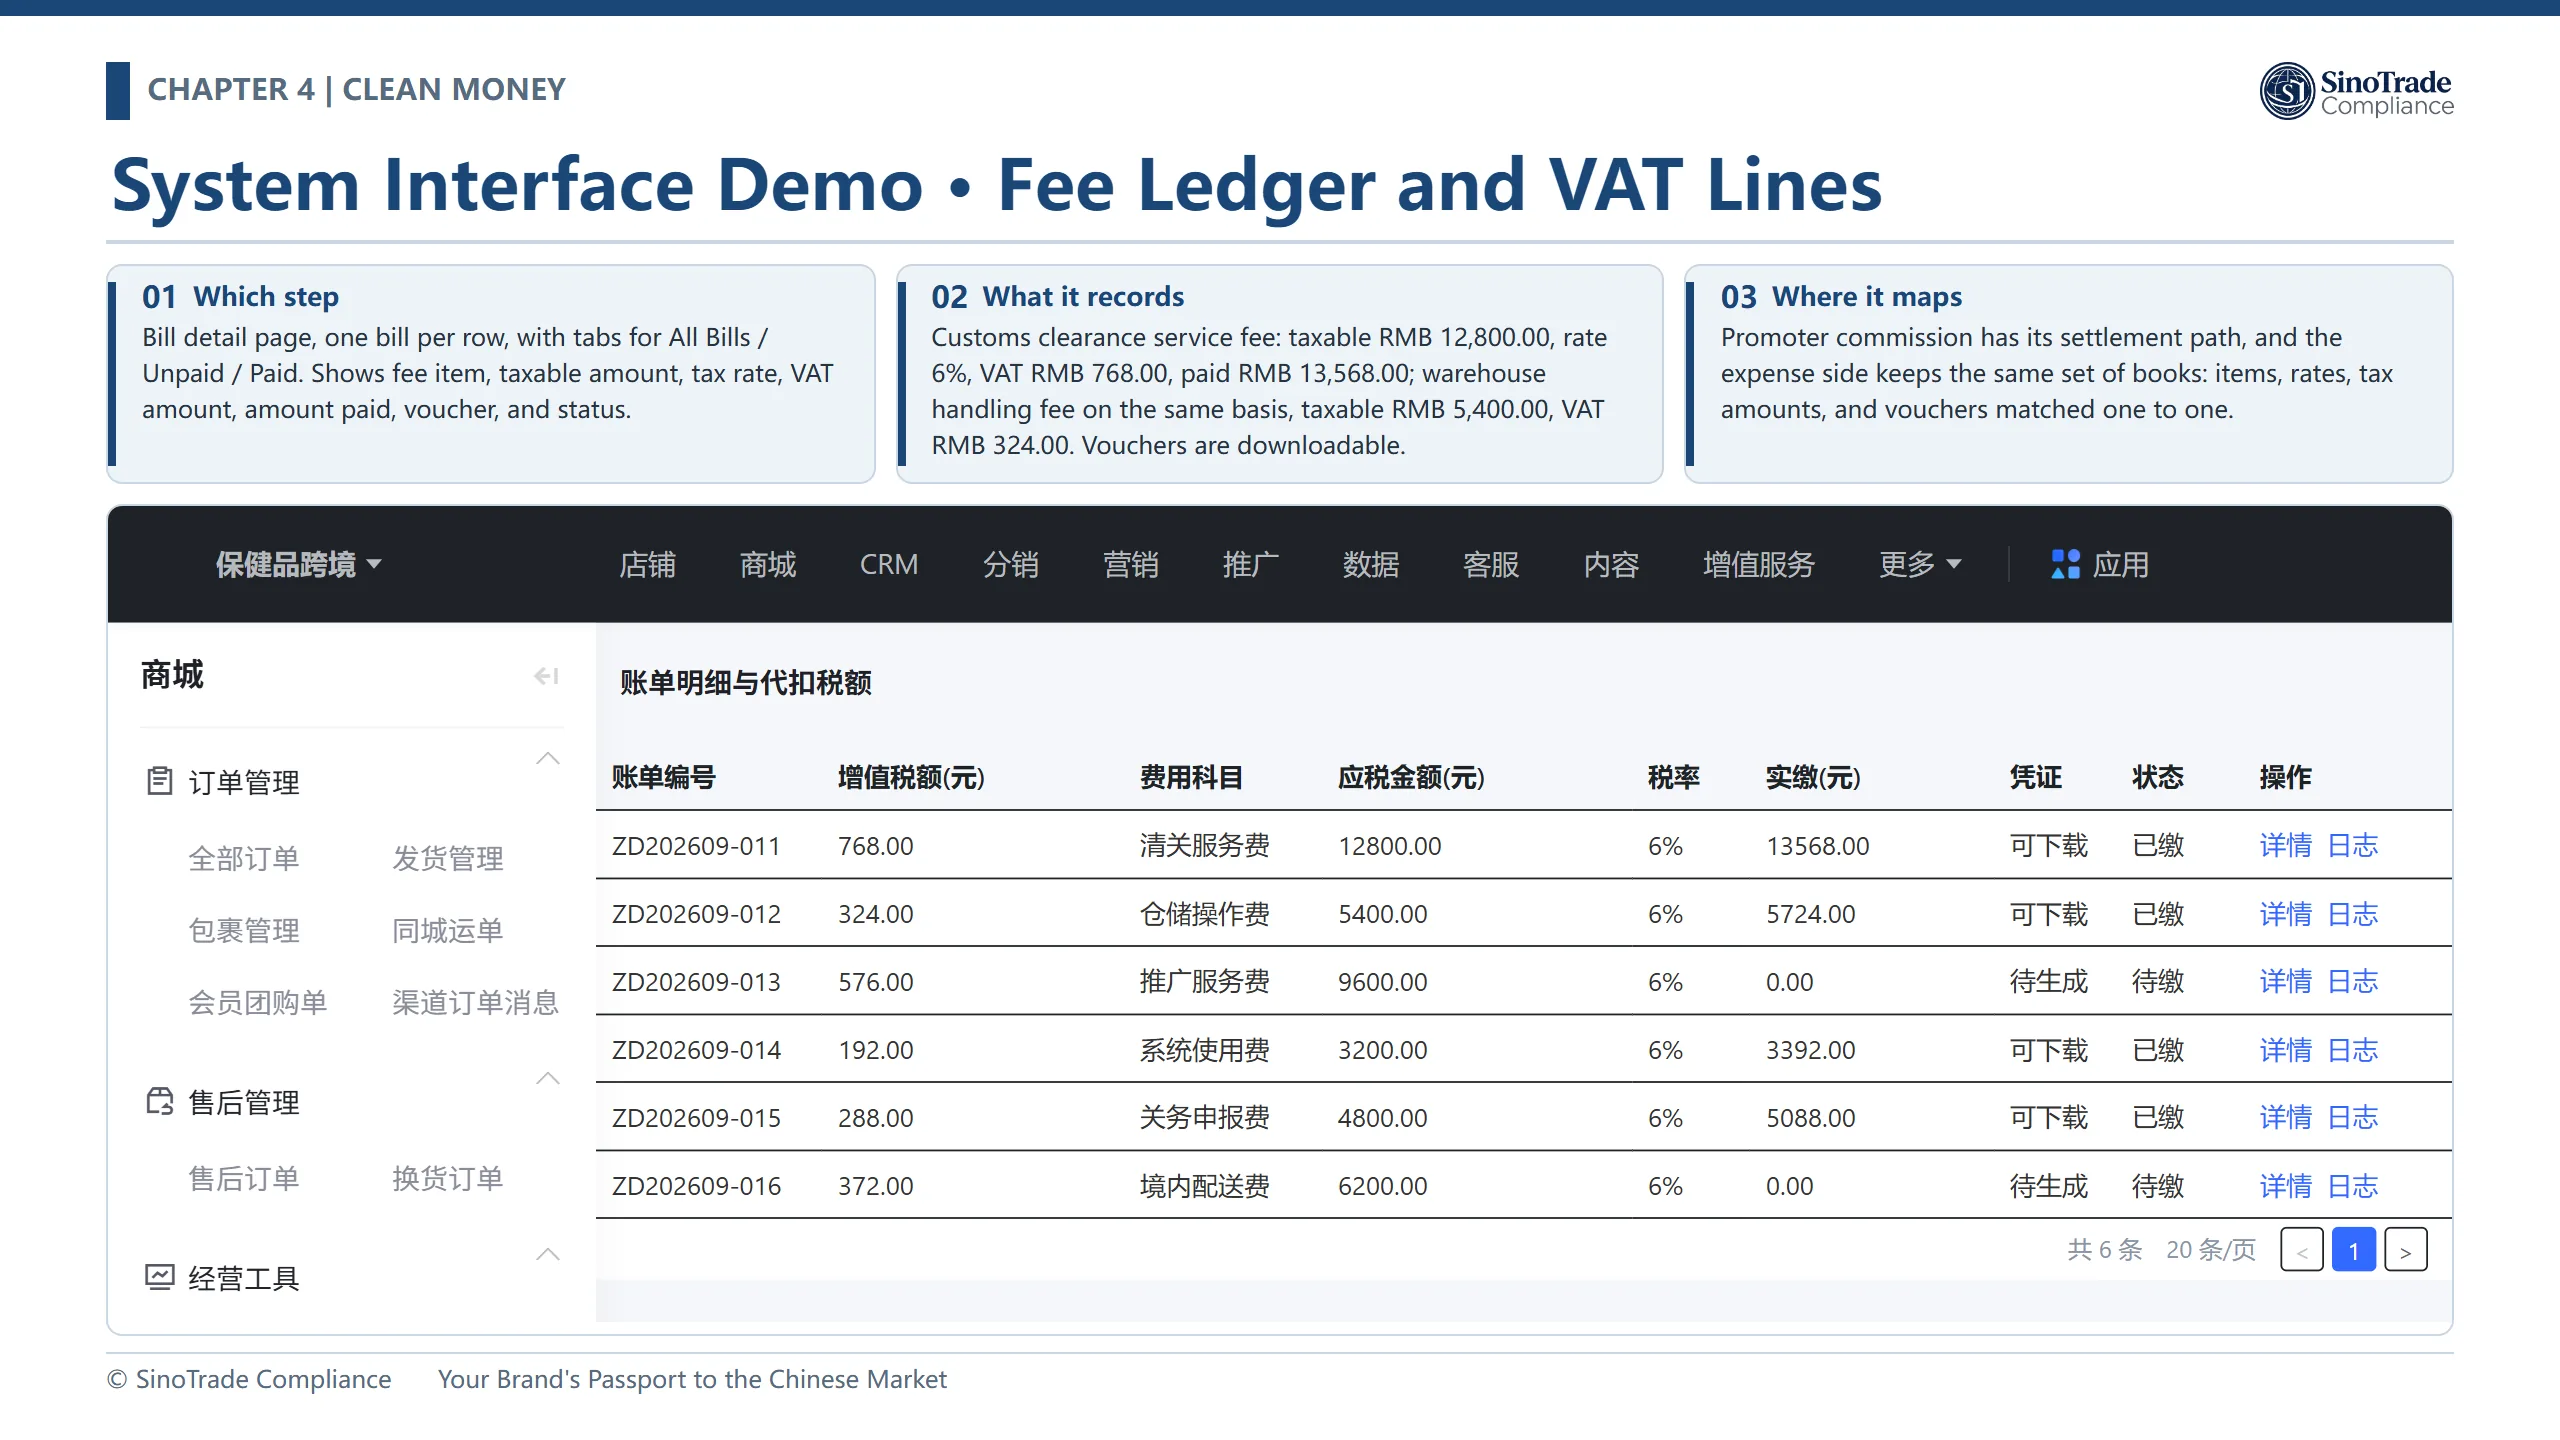 CHAPTER 4 | CLEAN MONEY
SinoTrade
Compliance
System Interface Demo • Fee Ledger and VAT Lines
01 Which step
Bill detail page, one bill per row, with tabs for All Bills /
Unpaid / Paid. Shows fee item, taxable amount, tax rate, VAT
amount, amount paid, voucher, and status.
02 What it records
Customs clearance service fee: taxable RMB 12,800.00, rate
6%, VAT RMB 768.00, paid RMB 13,568.00; warehouse
handling fee on the same basis, taxable RMB 5,400.00, VAT
RMB 324.00. Vouchers are downloadable.
03 Where it maps
Promoter commission has its settlement path, and the
expense side keeps the same set of books: items, rates, tax
amounts, and vouchers matched one to one.
保健品跨境 店铺 商城 CRM 分销 营销 推广 数据 客服 内容 增值服务 更多 应用
商城
订单管理
全部订单 发货管理
包裹管理 同城运单
会员团购单 渠道订单消息
售后管理
售后订单 换货订单
经营工具
账单明细与代扣税额
账单编号 增值税额(元) 费用科目 应税金额(元) 税率 实缴(元) 凭证 状态 操作
ZD202609-011 768.00 清关服务费 12800.00 6% 13568.00 可下载 已缴 详情 日志
ZD202609-012 324.00 仓储操作费 5400.00 6% 5724.00 可下载 已缴 详情 日志
ZD202609-013 576.00 推广服务费 9600.00 6% 0.00 待生成 待缴 详情 日志
ZD202609-014 192.00 系统使用费 3200.00 6% 3392.00 可下载 已缴 详情 日志
ZD202609-015 288.00 关务申报费 4800.00 6% 5088.00 可下载 已缴 详情 日志
ZD202609-016 372.00 境内配送费 6200.00 6% 0.00 待生成 待缴 详情 日志
共 6 条 20 条/页 < 1 >
© SinoTrade Compliance Your Brand's Passport to the Chinese Market